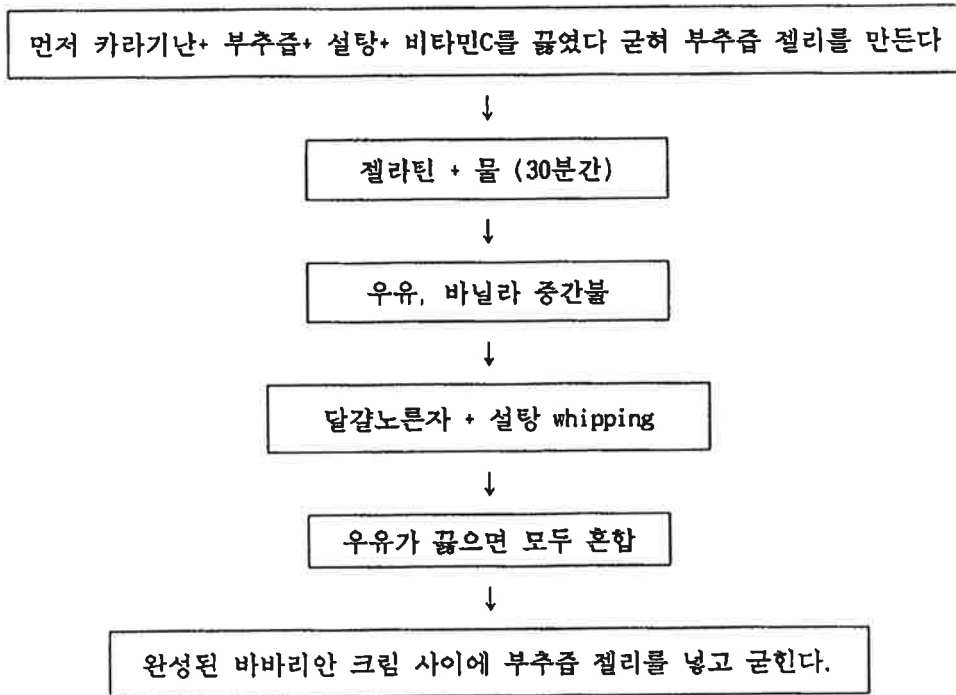 먼저 카라기난+ 부추즙+ 설탕+ 비타민C를 끓였다 굳혀 부추즙 젤리를 만든다
↓
젤라틴 + 물 (30분간)
↓
우유, 바닐라 중간불
↓
달걀노른자 + 설탕 whipping
↓
우유가 끓으면 모두 혼합
↓
완성된 바바리안 크림 사이에 부추즙 젤리를 넣고 굳힌다.